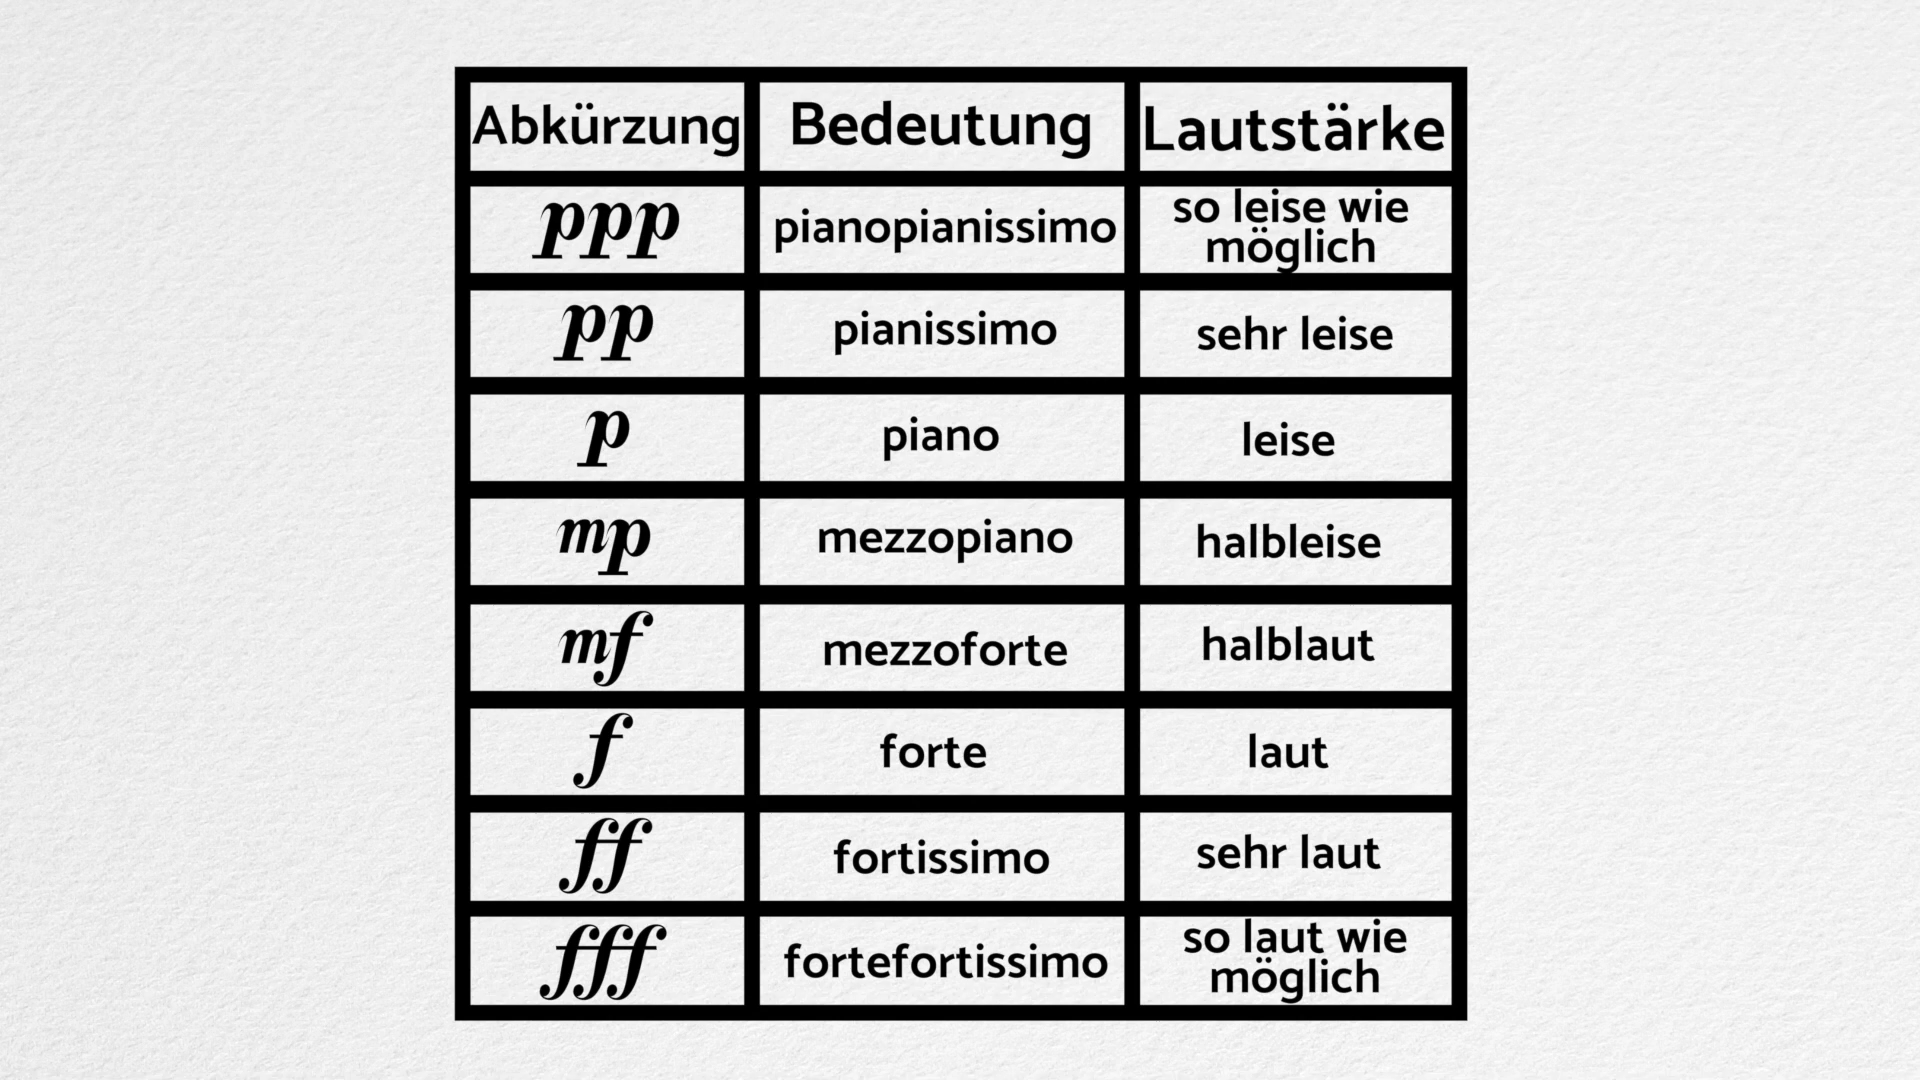 Abkürzung Bedeutung Lautstärke
ppp pianopianissimo so leise wie
möglich
pp pianissimo sehr leise
p piano leise
mp mezzopiano halbleise
mf mezzoforte halblaut
f forte laut
ff fortissimo sehr laut
fff fortefortissimo so laut wie
möglich